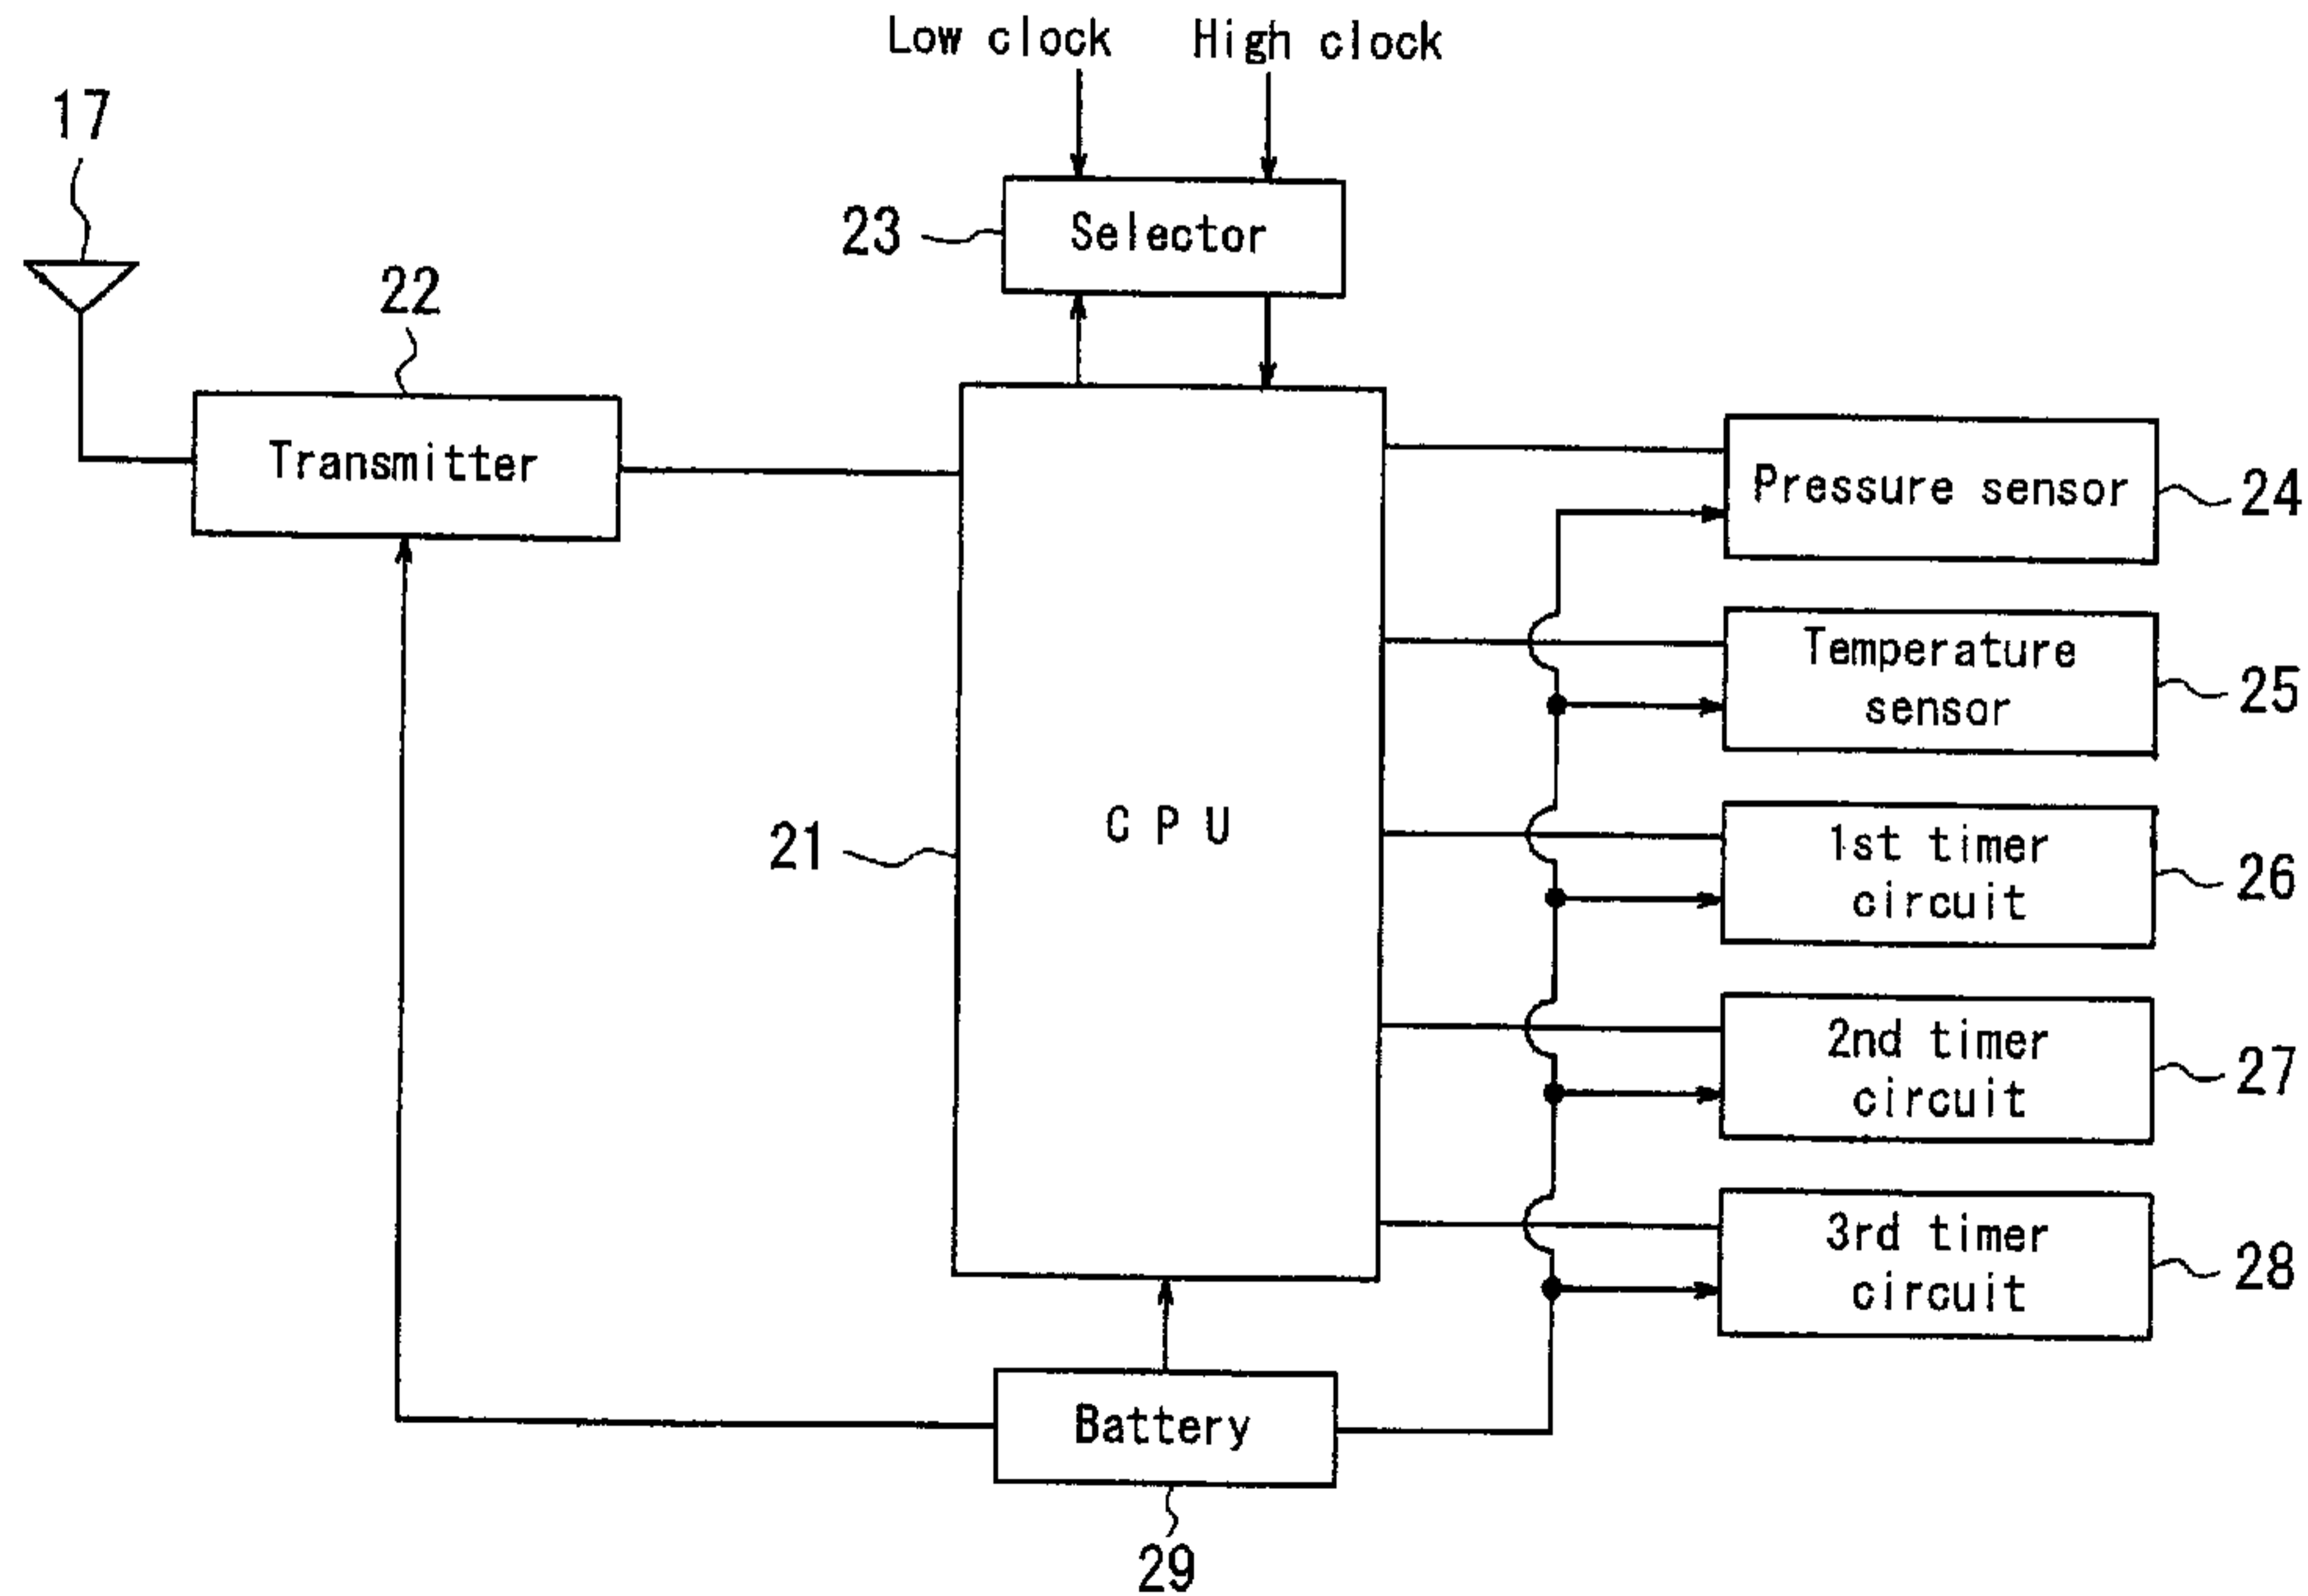 Low clock
High clock
17
23
Selector
22
Transmitter
Pressure sensor
24
Temperature
sensor
25
CPU
21
1st timer
circuit
26
2nd timer
circuit
27
3rd timer
circuit
28
Battery
29